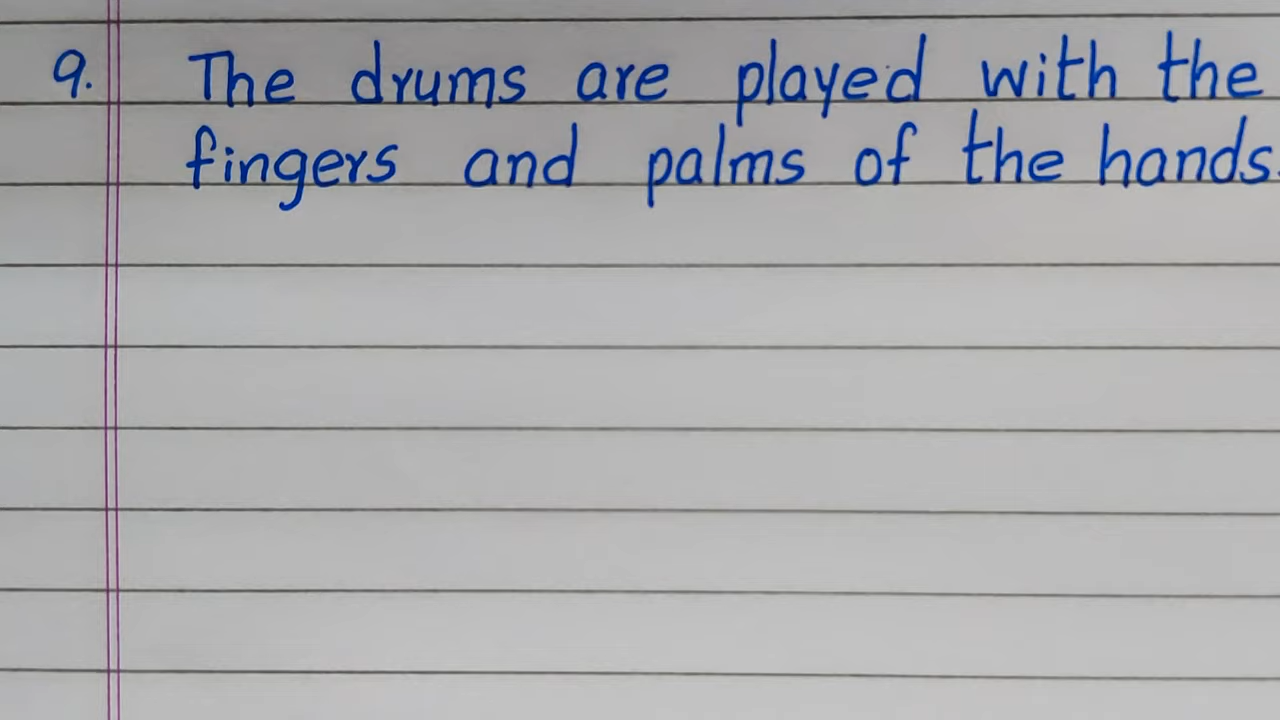 9. The drums are played with the
fingers and palms of the hands.